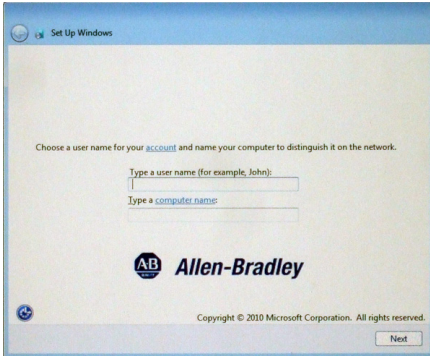 Set Up Windows
Choose a user name for your account and name your computer to distinguish it on the network.
Type a user name (for example, John):
Type a computer name:
AB
Allen-Bradley
Copyright © 2010 Microsoft Corporation. All rights reserved.
Next